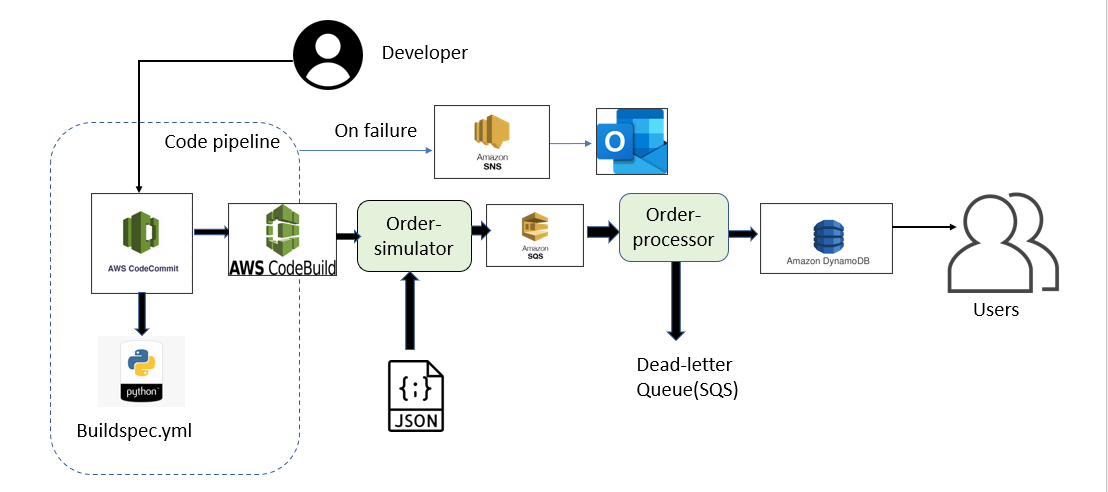 Developer
Code pipeline
On failure
Amazon
SNS
O
AWS CodeCommit
AWS CodeBuild
Order-
simulator
Amazon
SQS
Order-
processor
Amazon DynamoDB
Users
python
Buildspec.yml
{;}
JSON
Dead-letter
Queue(SQS)